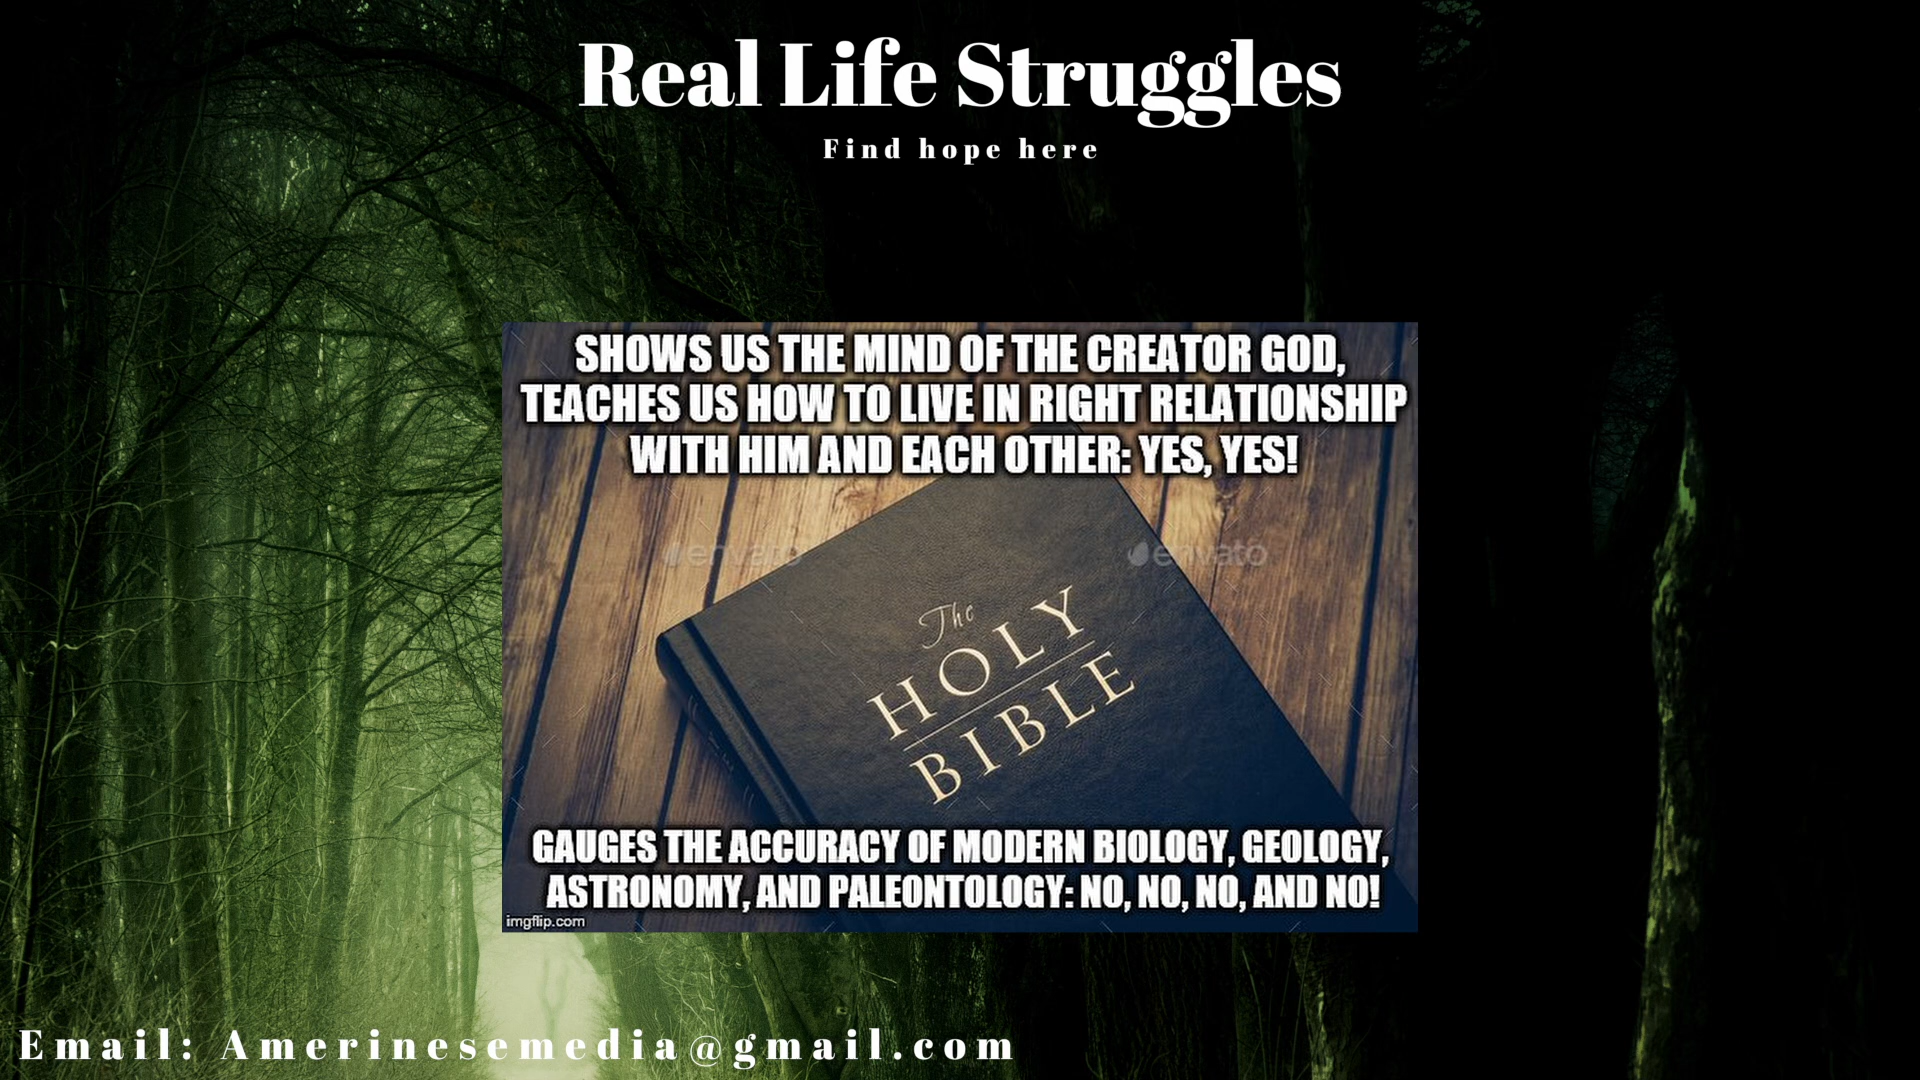 Real Life Struggles
Find hope here
SHOWS US THE MIND OF THE CREATOR GOD,
TEACHES US HOW TO LIVE IN RIGHT RELATIONSHIP
WITH HIM AND EACH OTHER: YES, YES!
envato envato
The
HOLY
BIBLE
GAUGES THE ACCURACY OF MODERN BIOLOGY, GEOLOGY,
ASTRONOMY, AND PALEONTOLOGY: NO, NO, NO, AND NO!
imgflip.com
Email: Amerinesemedia@gmail.com